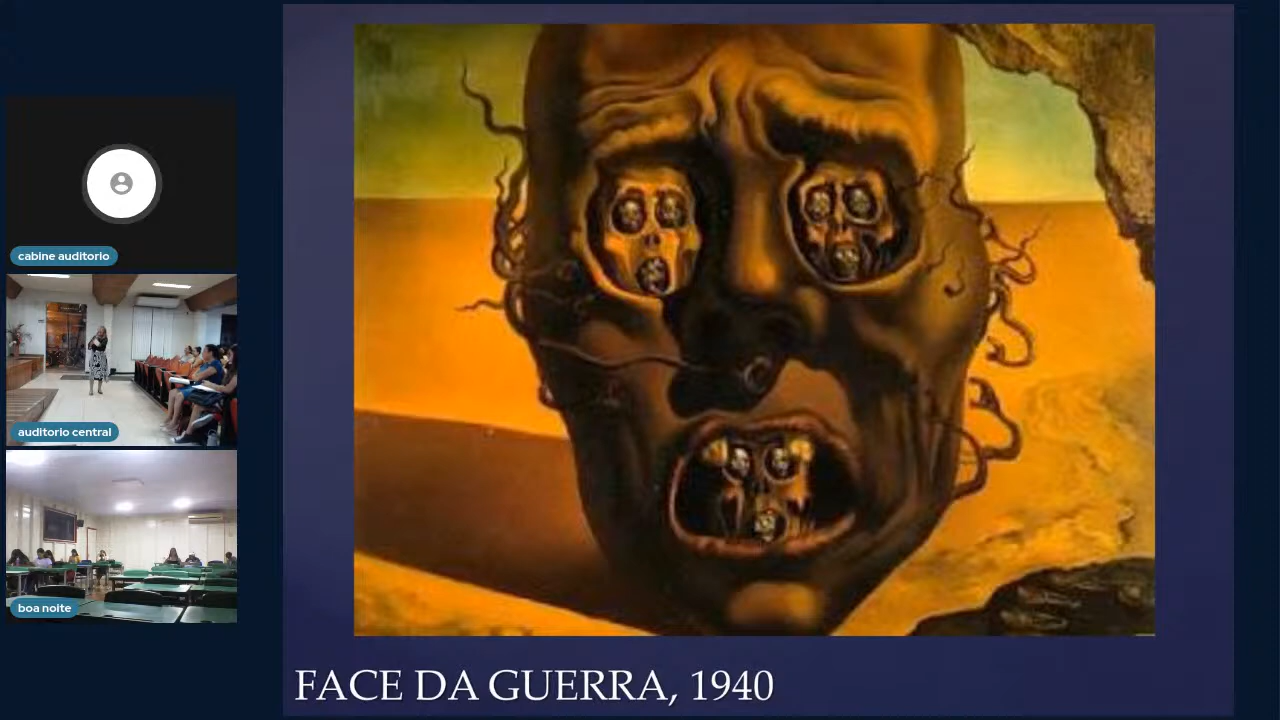 cabine auditorio
auditorio central
boa noite
FACE DA GUERRA, 1940